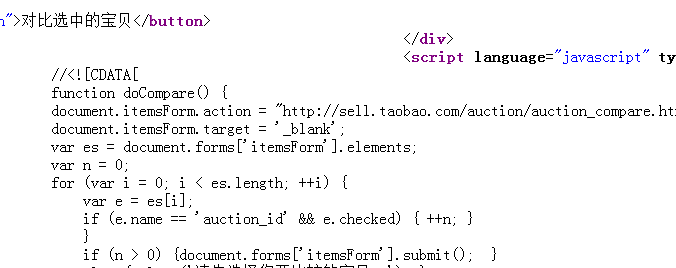 ">对比选中的宝贝</button>
</div>
<script language="javascript" ty
//<![CDATA[
function doCompare() {
document.itemsForm.action = "http://sell.taobao.com/auction/auction_compare.ht
document.itemsForm.target = '_blank';
var es = document.forms['itemsForm'].elements;
var n = 0;
for (var i = 0; i < es.length; ++i) {
var e = es[i];
if (e.name == 'auction_id' && e.checked) { ++n; }
}
if (n > 0) {document.forms['itemsForm'].submit(); }